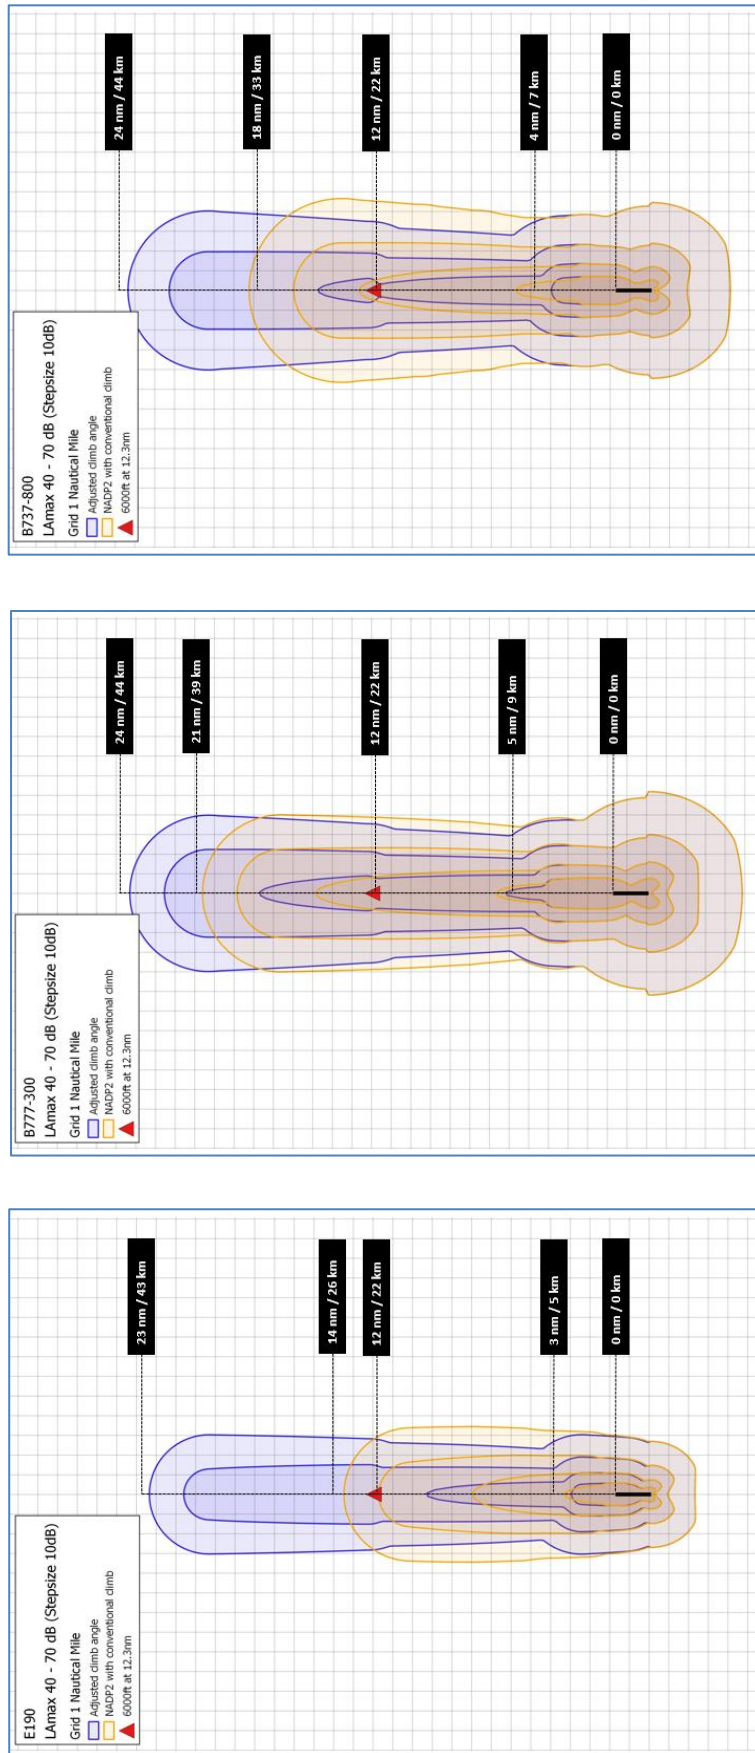 B737-800
LAmax 40 - 70 dB (Stepsize 10dB)
Grid 1 Nautical Mile
Adjusted climb angle
NADP2 with conventional climb
6000ft at 12.3nm
24 nm / 44 km
18 nm / 33 km
12 nm / 22 km
4 nm / 7 km
0 nm / 0 km
B777-300
LAmax 40 - 70 dB (Stepsize 10dB)
Grid 1 Nautical Mile
Adjusted climb angle
NADP2 with conventional climb
6000ft at 12.3nm
24 nm / 44 km
21 nm / 39 km
12 nm / 22 km
5 nm / 9 km
0 nm / 0 km
E190
LAmax 40 - 70 dB (Stepsize 10dB)
Grid 1 Nautical Mile
Adjusted climb angle
NADP2 with conventional climb
6000ft at 12.3nm
23 nm / 43 km
14 nm / 26 km
12 nm / 22 km
3 nm / 5 km
0 nm / 0 km